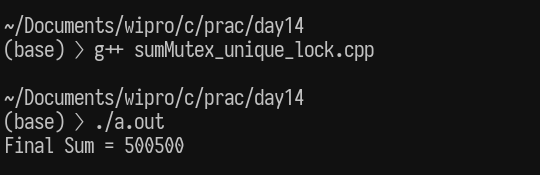 ~/Documents/wipro/c/prac/day14
(base) > g++ sumMutex_unique_lock.cpp
~/Documents/wipro/c/prac/day14
(base) > ./a.out
Final Sum = 500500